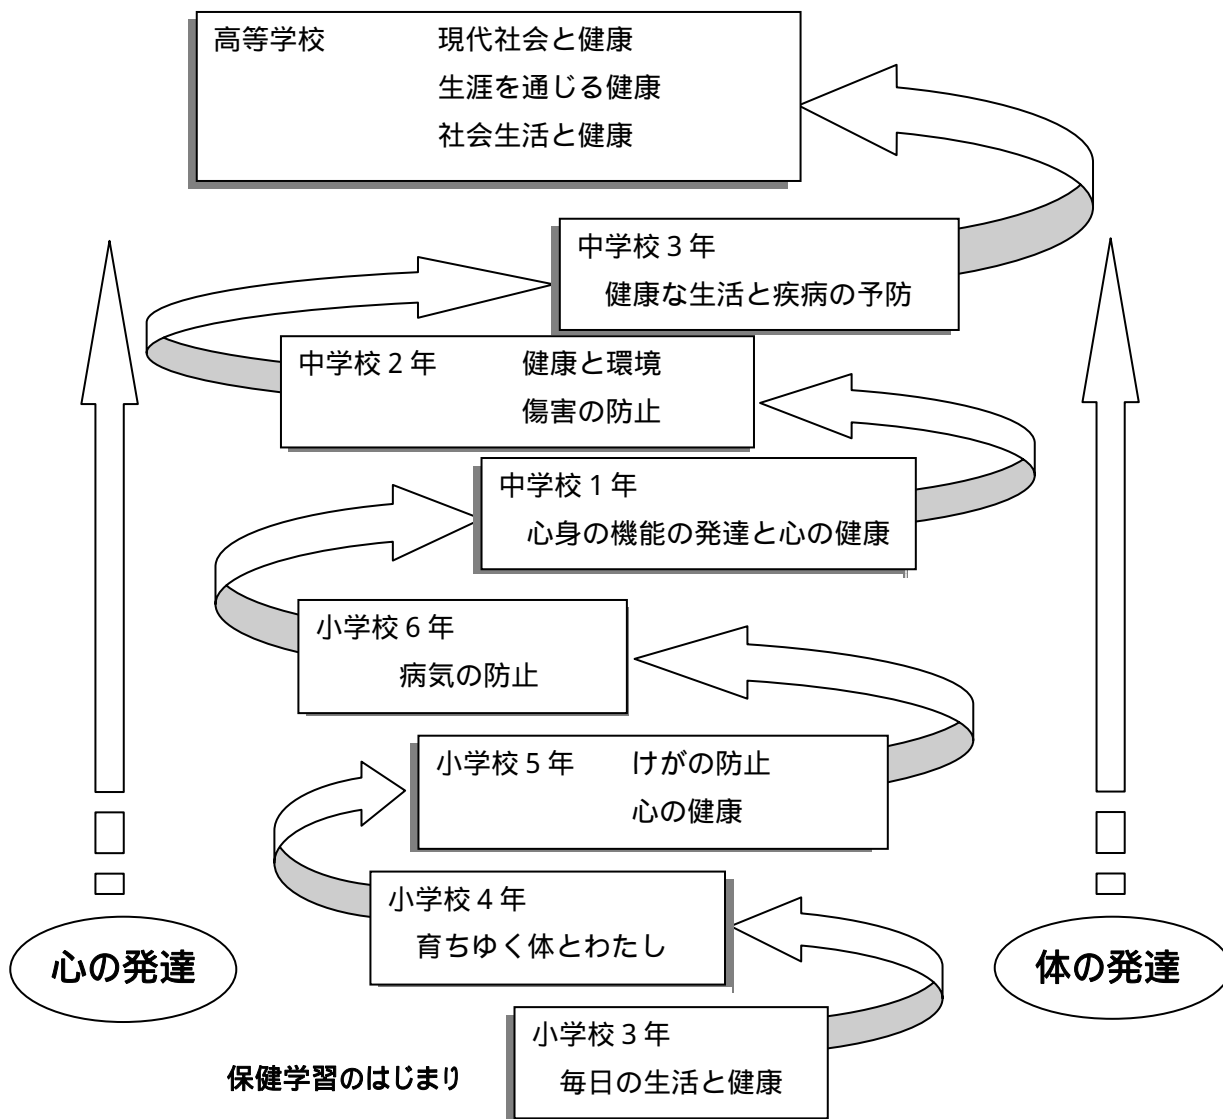 高等学校 現代社会と健康
生涯を通じる健康
社会生活と健康
中学校３年
健康な生活と疾病の予防
中学校２年 健康と環境
傷害の防止
中学校１年
心身の機能の発達と心の健康
小学校６年
病気の防止
小学校５年 けがの防止
心の健康
小学校４年
育ちゆく体とわたし
心の発達
体の発達
小学校３年
毎日の生活と健康
保健学習のはじまり